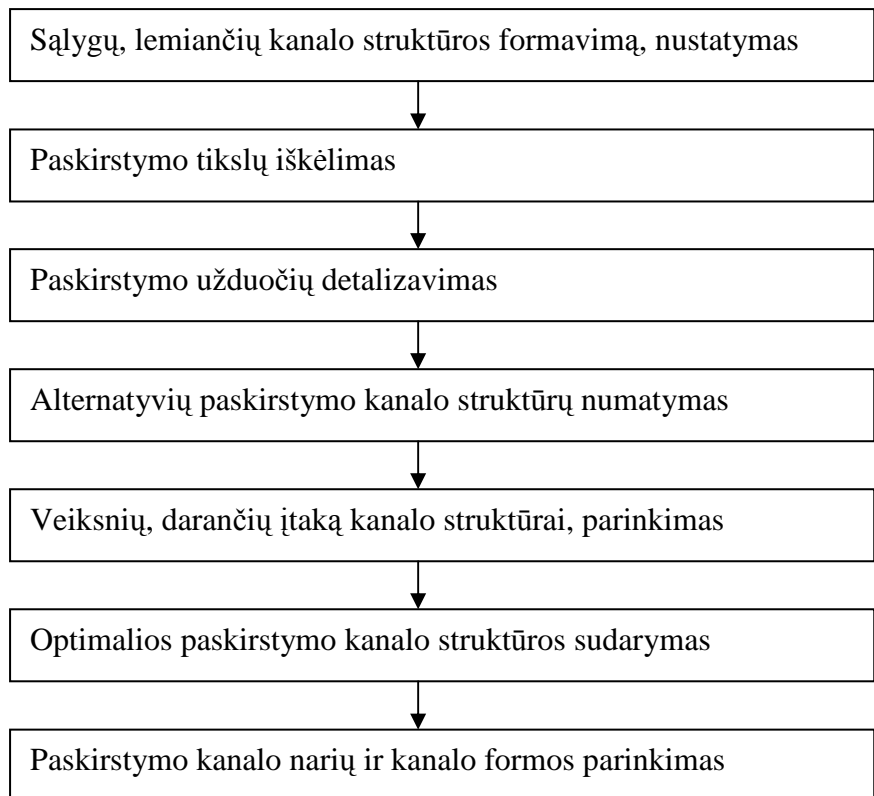 Sąlygų, lemiančių kanalo struktūros formavimą, nustatymas
Paskirstymo tikslų iškėlimas
Paskirstymo užduočių detalizavimas
Alternatyvių paskirstymo kanalo struktūrų numatymas
Veiksnių, darančių įtaką kanalo struktūrai, parinkimas
Optimalios paskirstymo kanalo struktūros sudarymas
Paskirstymo kanalo narių ir kanalo formos parinkimas